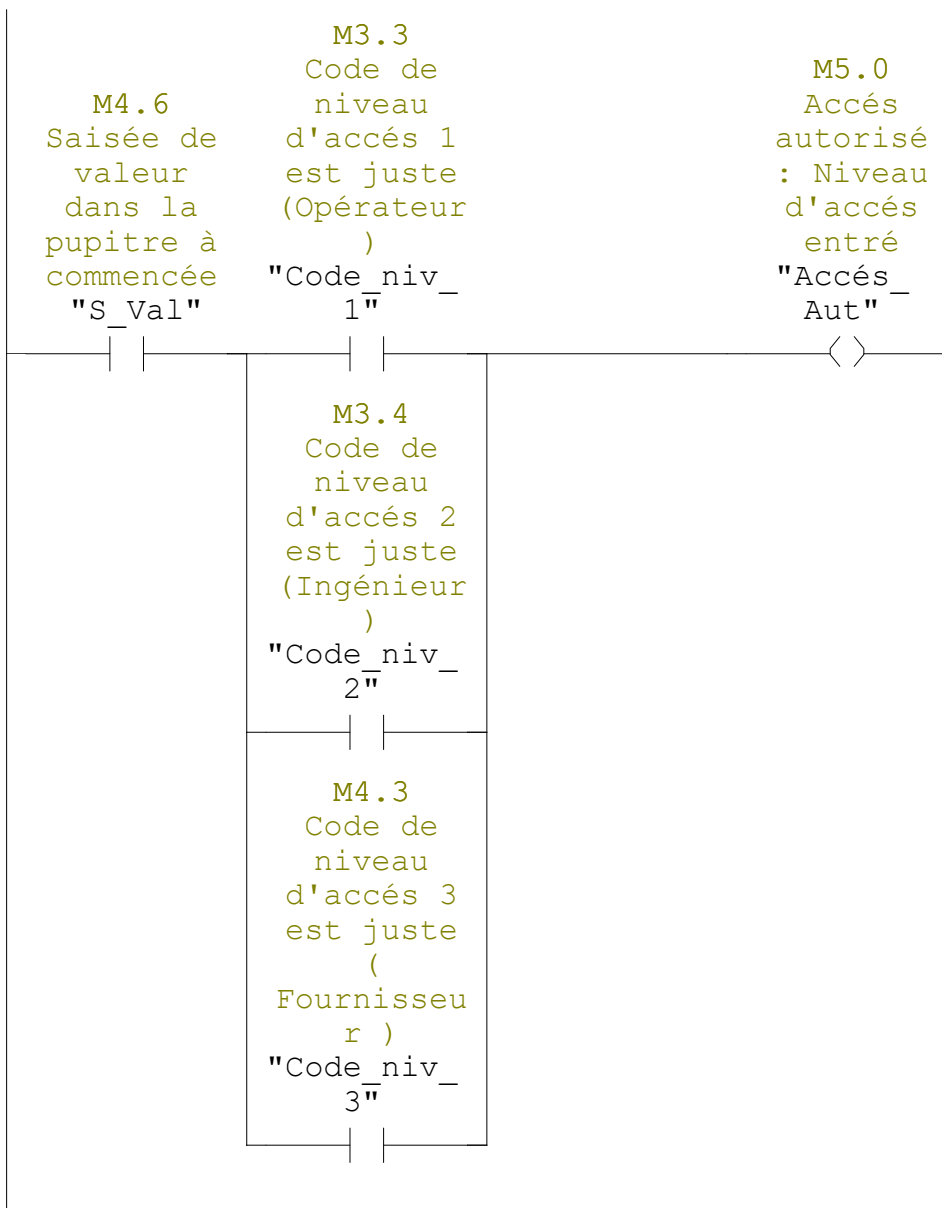 M4.6
Saisée de
valeur
dans la
pupitre à
commencée
"S_Val"
M3.3
Code de
niveau
d'accés 1
est juste
(Opérateur
)
"Code_niv_
1"
M5.0
Accés
autorisé
: Niveau
d'accés
entré
"Accés_
Aut"
M3.4
Code de
niveau
d'accés 2
est juste
(Ingénieur
)
"Code_niv_
2"
M4.3
Code de
niveau
d'accés 3
est juste
(
Fournisseu
r )
"Code_niv_
3"